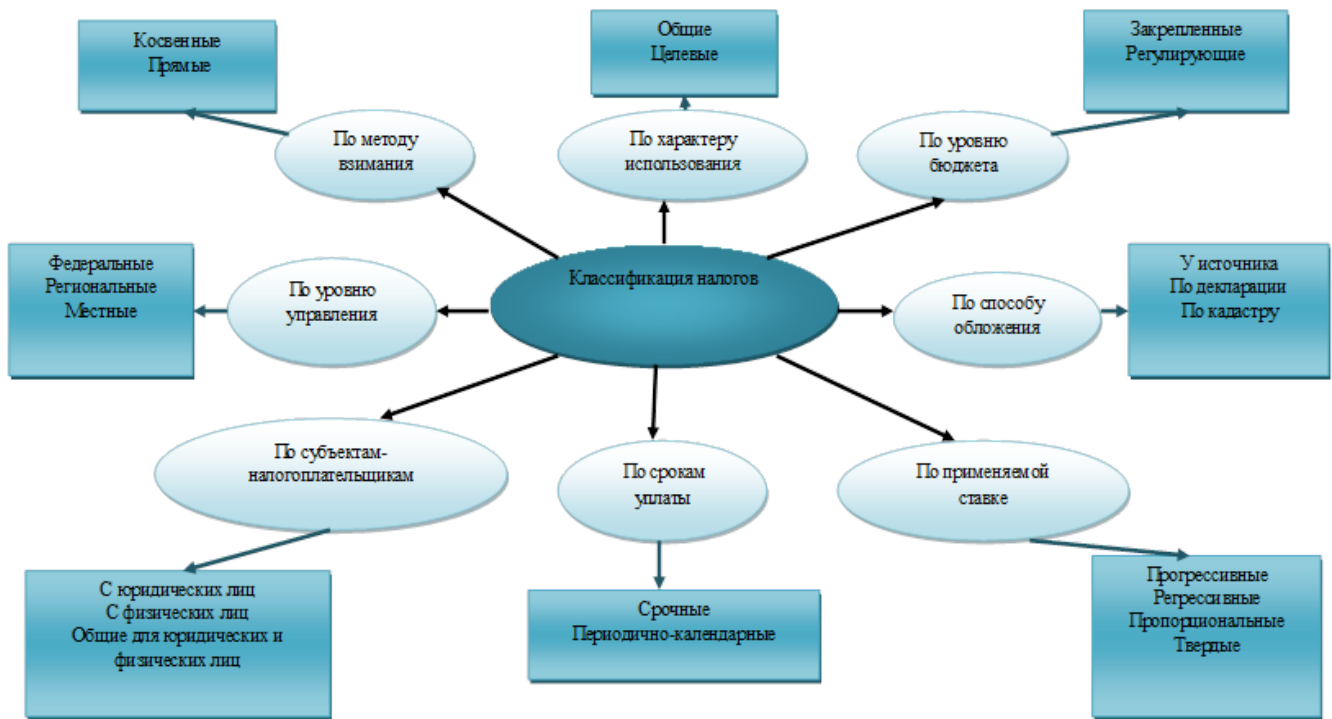 Косвенные
Прямые
Общие
Целевые
Закрепленные
Регулирующие
По методу
взимания
По характеру
использования
По уровню
бюджета
Классификация налогов
Федеральные
Региональные
Местные
По уровню
управления
По способу
обложения
У источника
По декларации
По кадастру
По субъектам-
налогоплательщикам
По срокам
уплаты
По применяемой
ставке
С юридических лиц
С физических лиц
Общие для юридических и
физических лиц
Срочные
Периодично-календарные
Прогрессивные
Регрессивные
Пропорциональные
Твердые